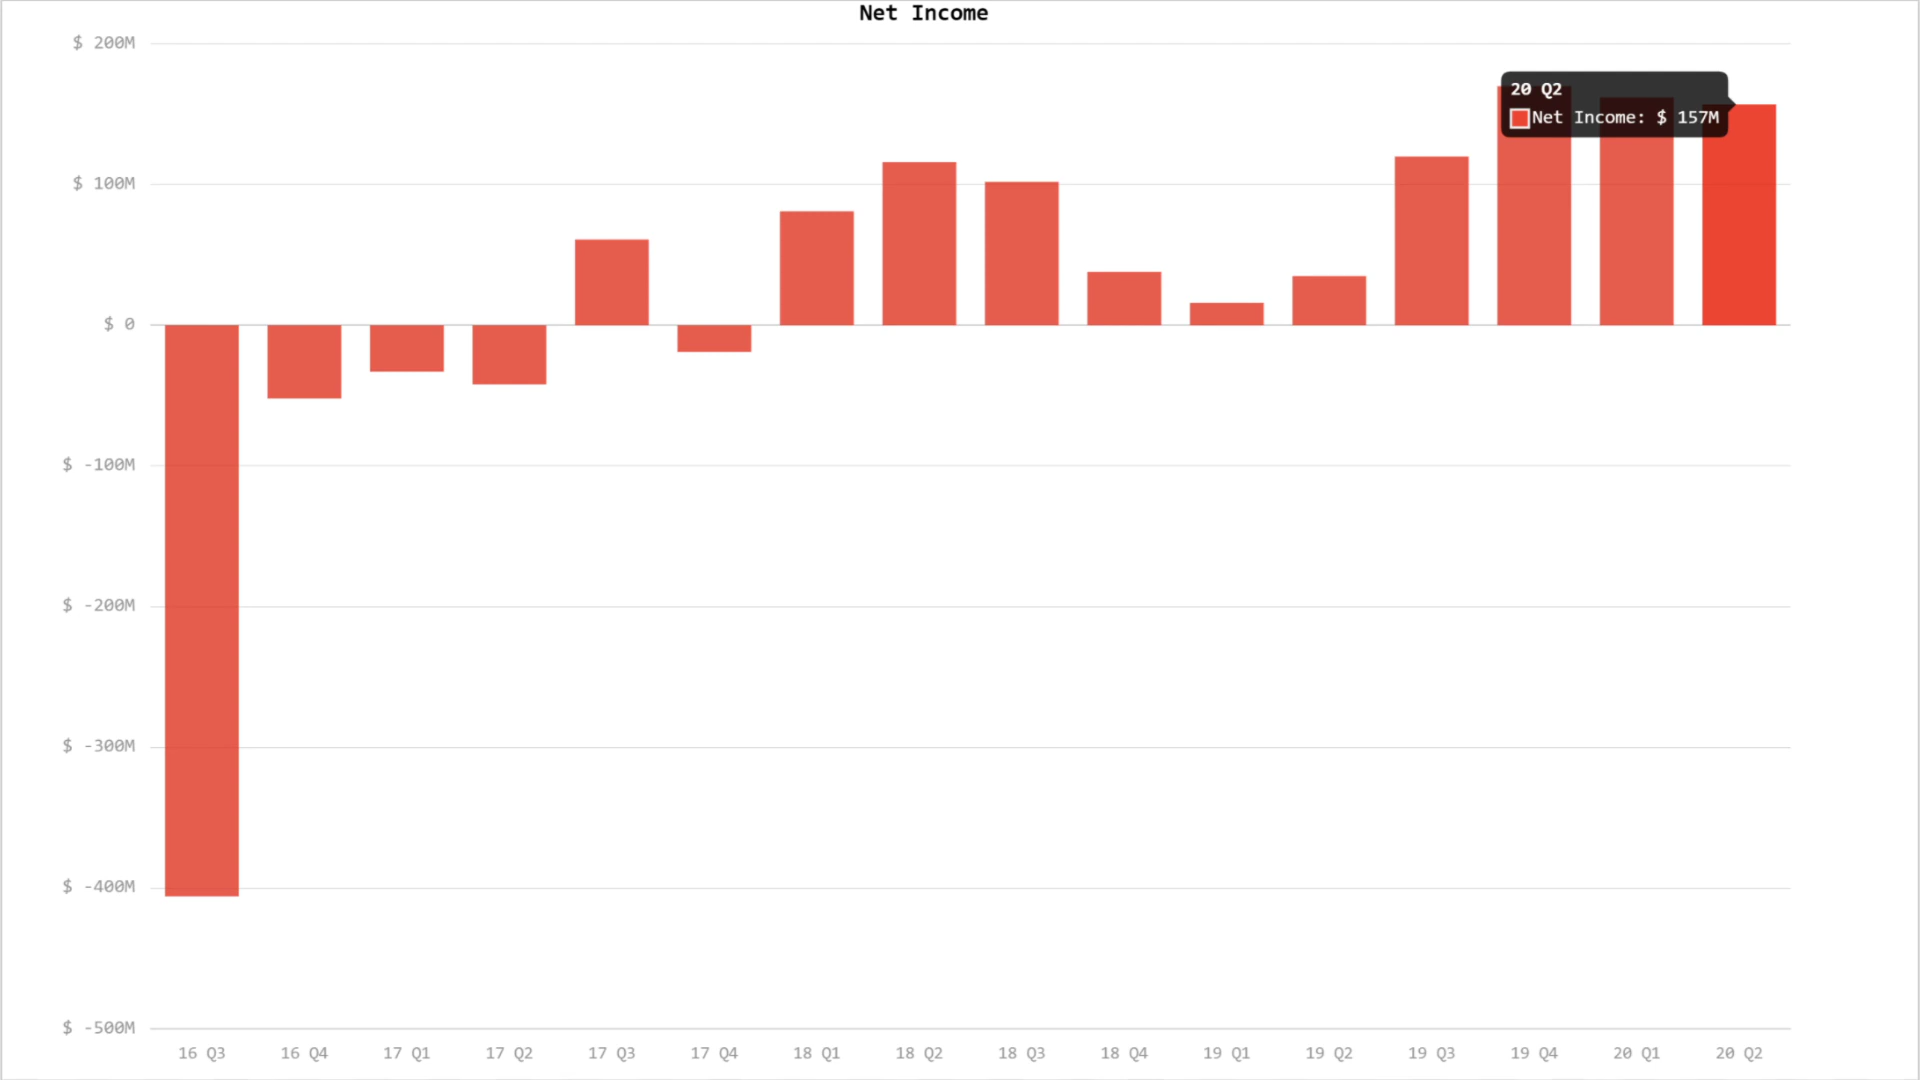 Net Income
$ 200M
$ 100M
$ 0
$ -100M
$ -200M
$ -300M
$ -400M
$ -500M
20 Q2
Net Income: $ 157M
16 Q3 16 Q4 17 Q1 17 Q2 17 Q3 17 Q4 18 Q1 18 Q2 18 Q3 18 Q4 19 Q1 19 Q2 19 Q3 19 Q4 20 Q1 20 Q2